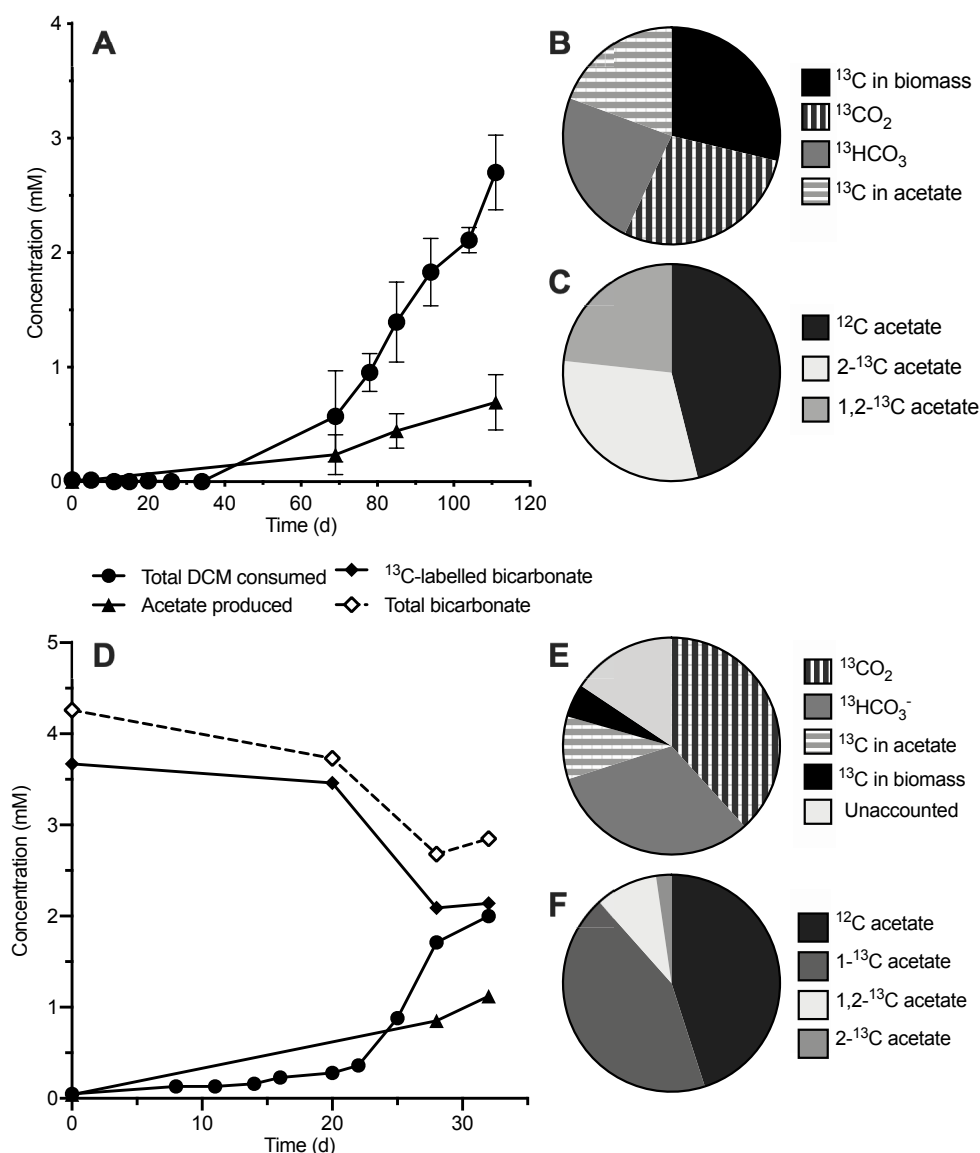 A
Concentration (mM)
4
3
2
1
0
0 20 40 60 80 100 120
Time (d)
B
¹³C in biomass
¹³CO₂
¹³HCO₃
¹³C in acetate
C
¹²C acetate
2-¹³C acetate
1,2-¹³C acetate
Total DCM consumed
¹³C-labelled bicarbonate
Acetate produced
Total bicarbonate
D
Concentration (mM)
5
4
3
2
1
0
0 10 20 30
Time (d)
E
¹³CO₂
¹³HCO₃⁻
¹³C in acetate
¹³C in biomass
Unaccounted
F
¹²C acetate
1-¹³C acetate
1,2-¹³C acetate
2-¹³C acetate